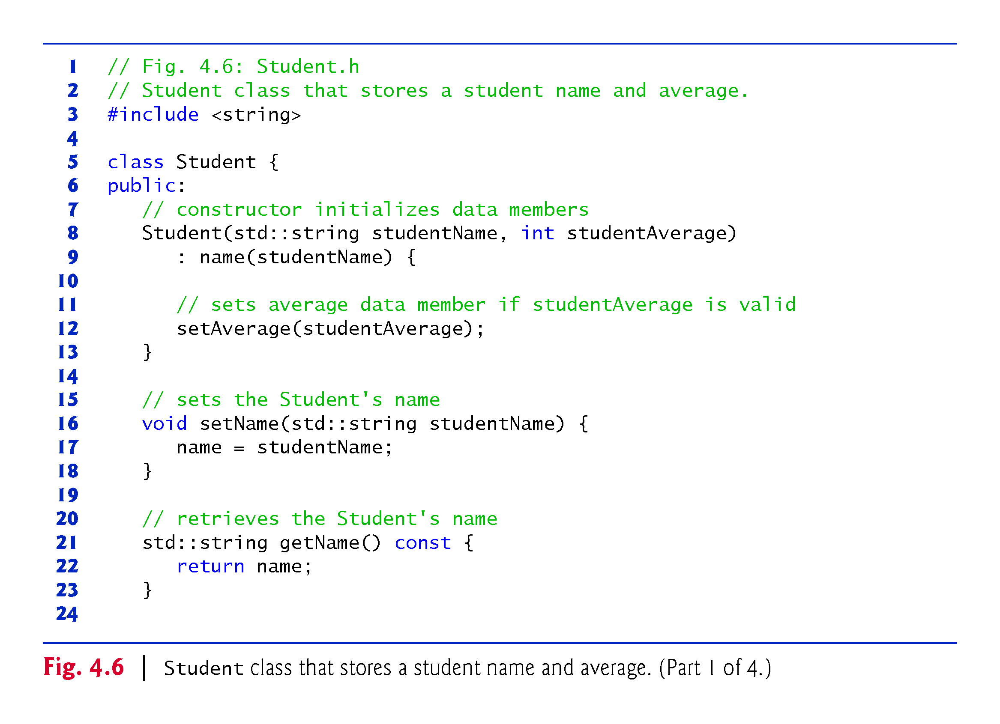 1 // Fig. 4.6: Student.h
2 // Student class that stores a student name and average.
3 #include <string>
4
5 class Student {
6 public:
7    // constructor initializes data members
8    Student(std::string studentName, int studentAverage)
9       : name(studentName) {
10
11       // sets average data member if studentAverage is valid
12       setAverage(studentAverage);
13    }
14
15    // sets the Student's name
16    void setName(std::string studentName) {
17       name = studentName;
18    }
19
20    // retrieves the Student's name
21    std::string getName() const {
22       return name;
23    }
24
Fig. 4.6 | Student class that stores a student name and average. (Part 1 of 4.)